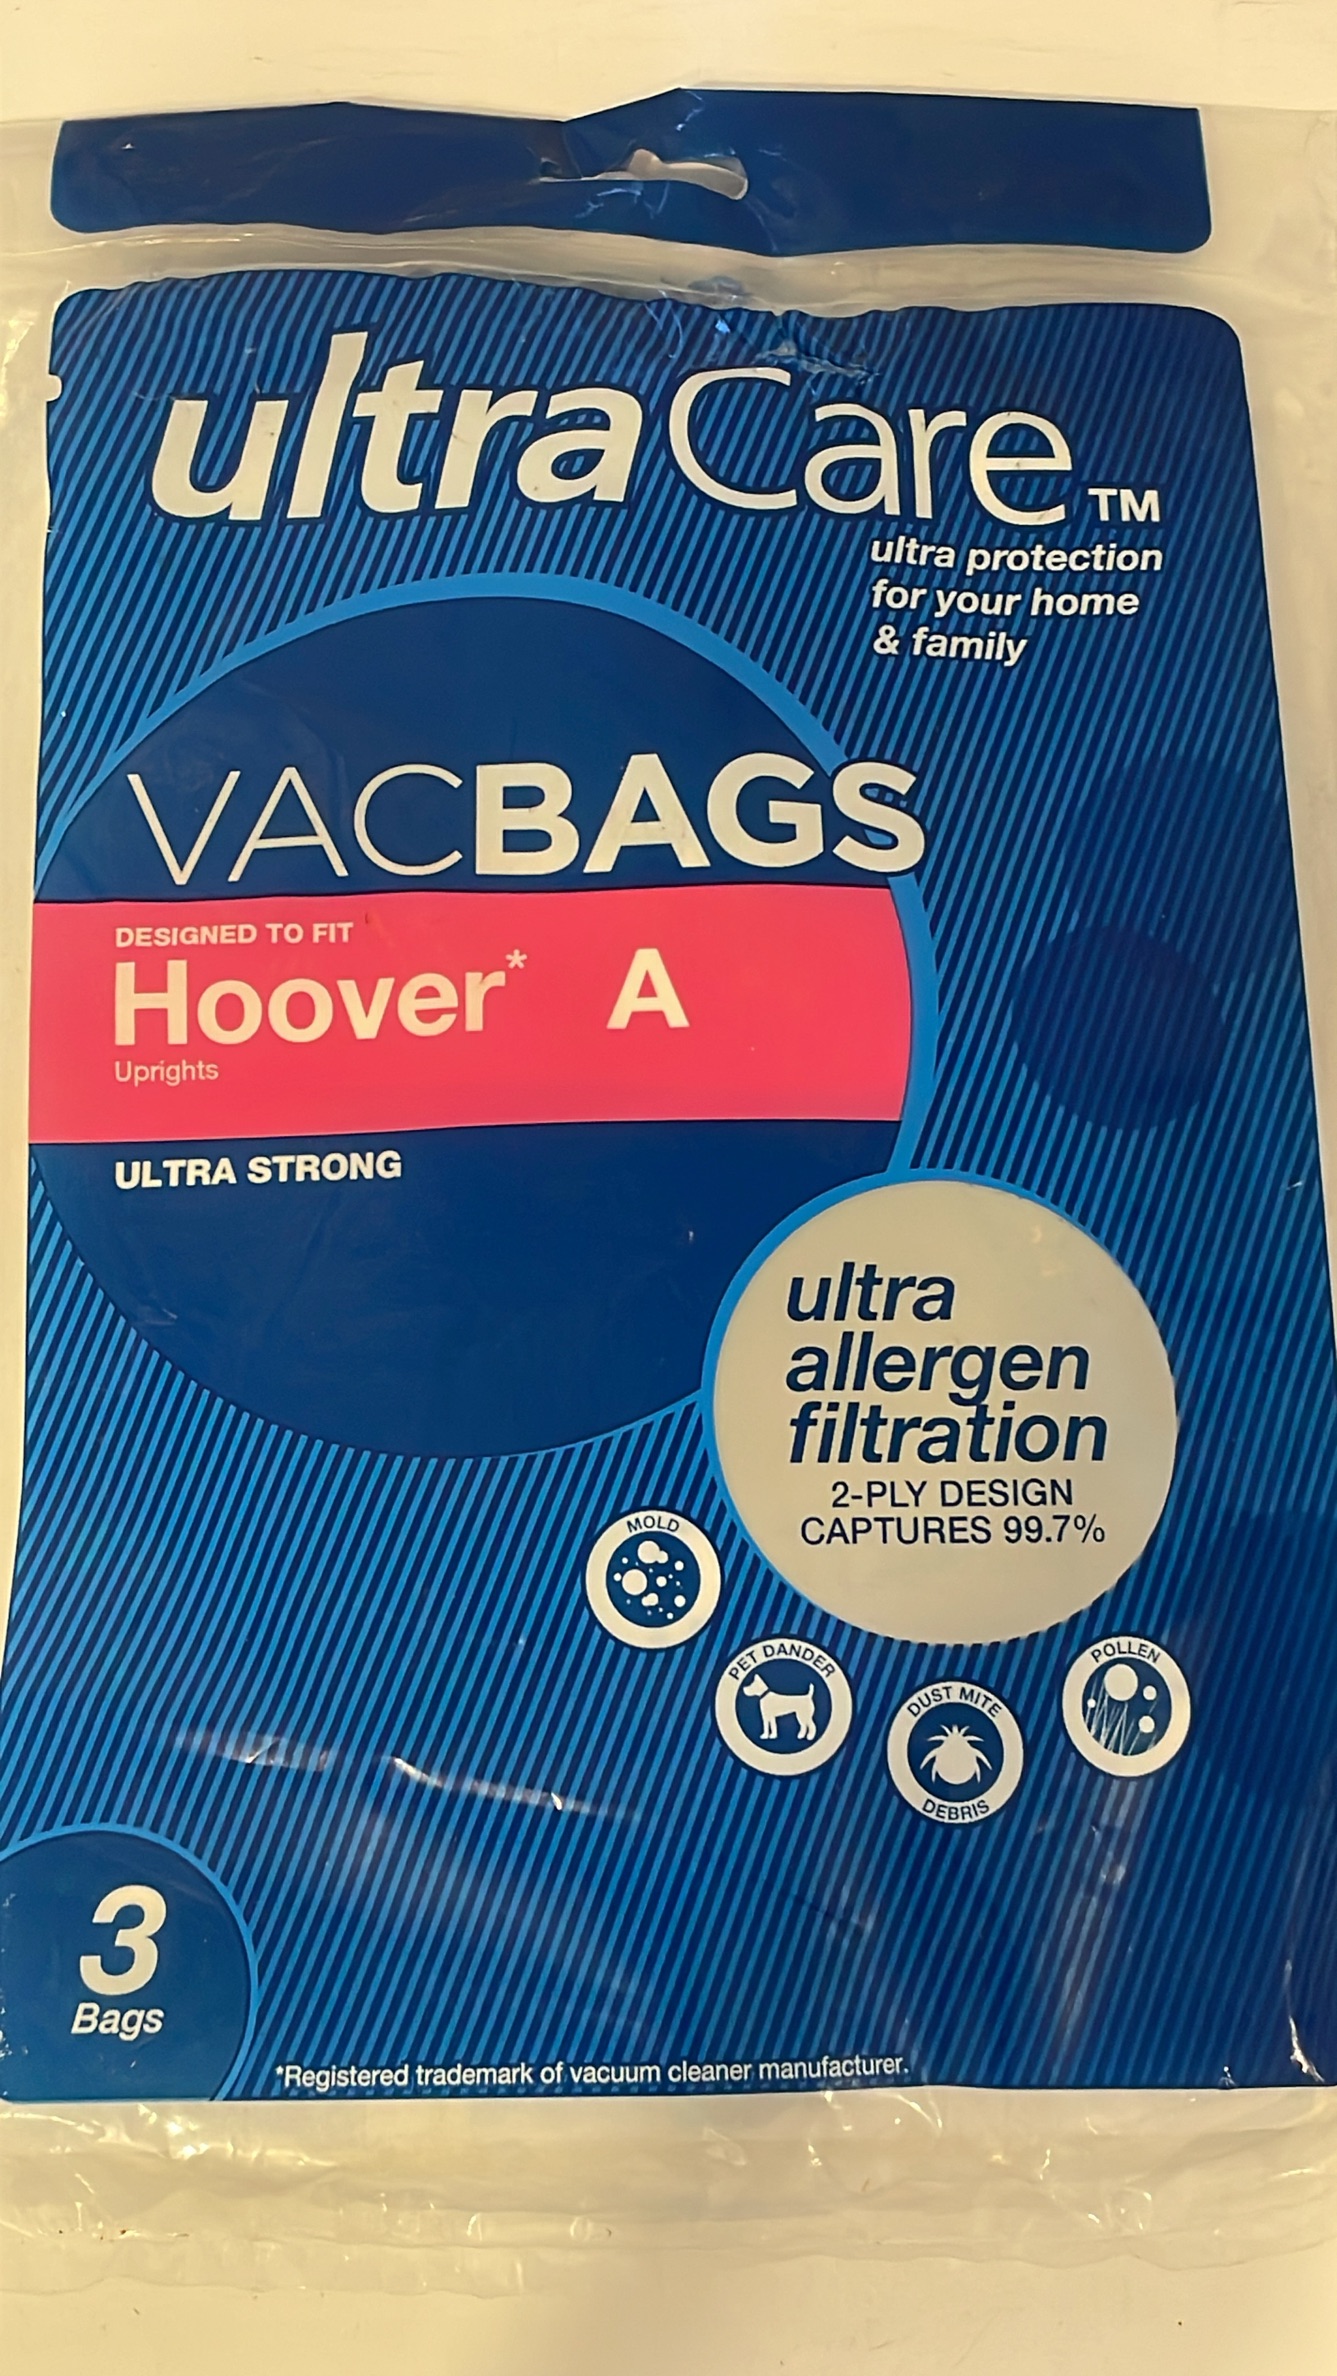 ultraCare™
ultra protection
for your home
& family
VACBAGS
DESIGNED TO FIT
Hoover* A
Uprights
ULTRA STRONG
ultra
allergen
filtration
2-PLY DESIGN
CAPTURES 99.7%
MOLD
PET DANDER
DUST MITE
DEBRIS
POLLEN
3
Bags
*Registered trademark of vacuum cleaner manufacturer.